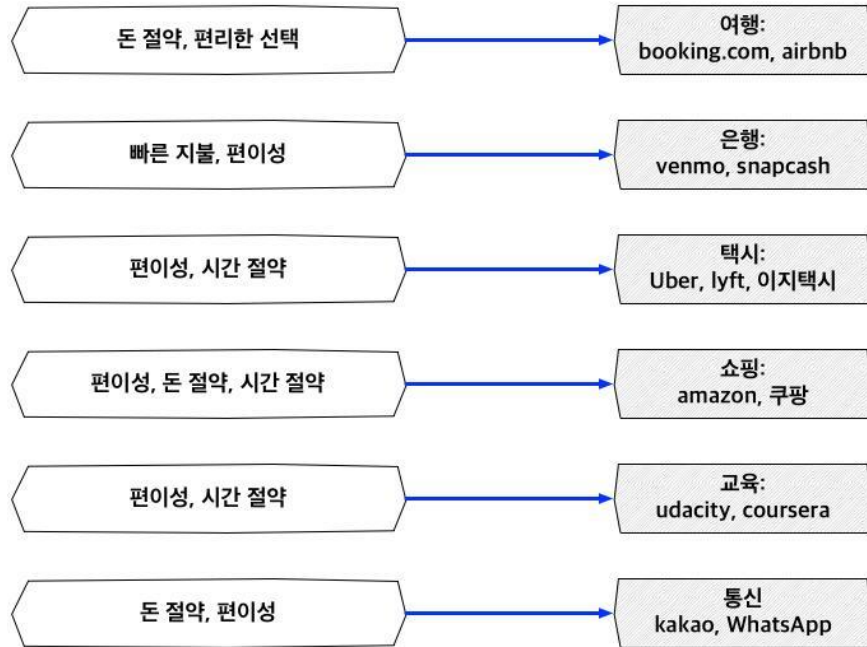 돈 절약, 편리한 선택
여행:
booking.com, airbnb
빠른 지불, 편이성
은행:
venmo, snapcash
편이성, 시간 절약
택시:
Uber, lyft, 이지택시
편이성, 돈 절약, 시간 절약
쇼핑:
amazon, 쿠팡
편이성, 시간 절약
교육:
udacity, coursera
돈 절약, 편이성
통신
kakao, WhatsApp